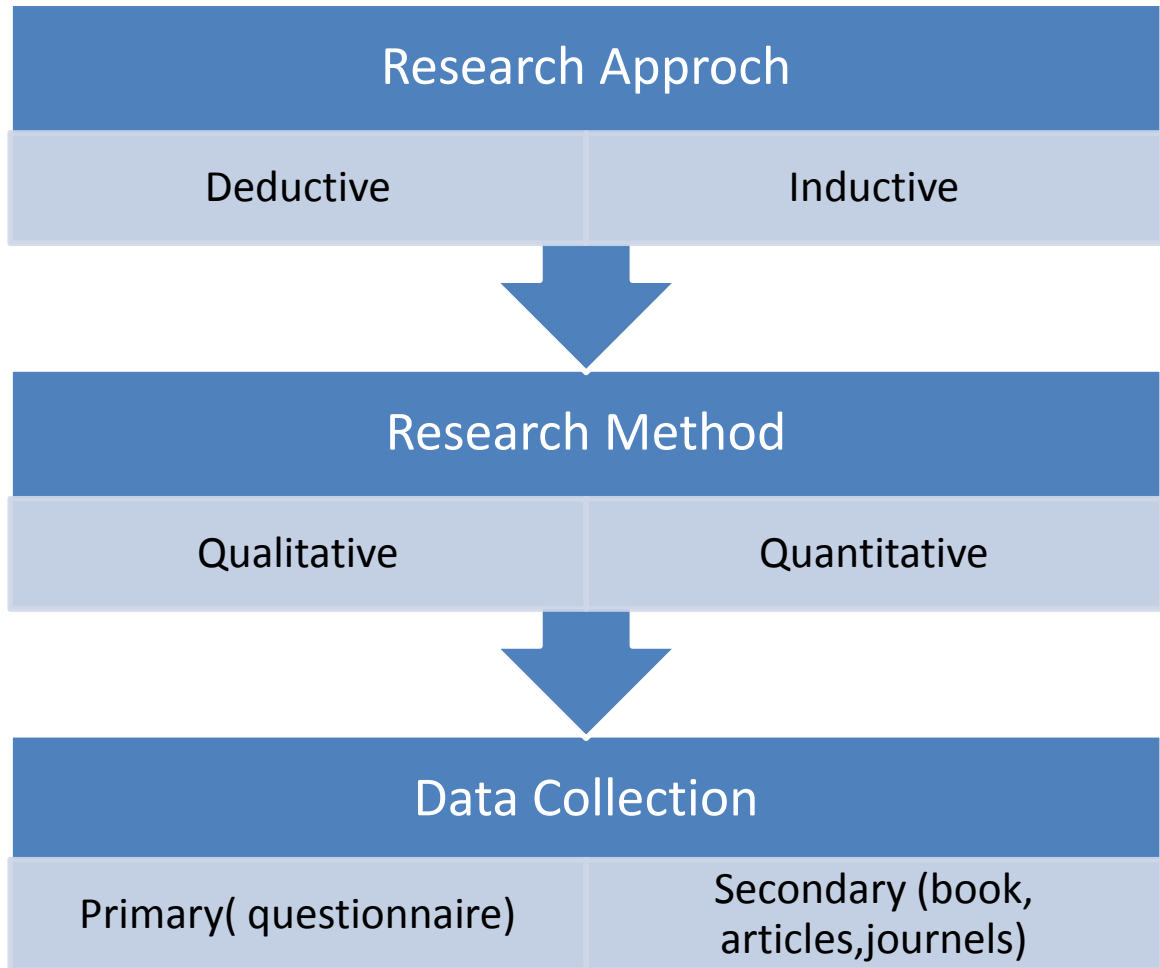 Research Approch
Deductive
Inductive
Research Method
Qualitative
Quantitative
Data Collection
Primary( questionnaire)
Secondary (book,
articles,journels)